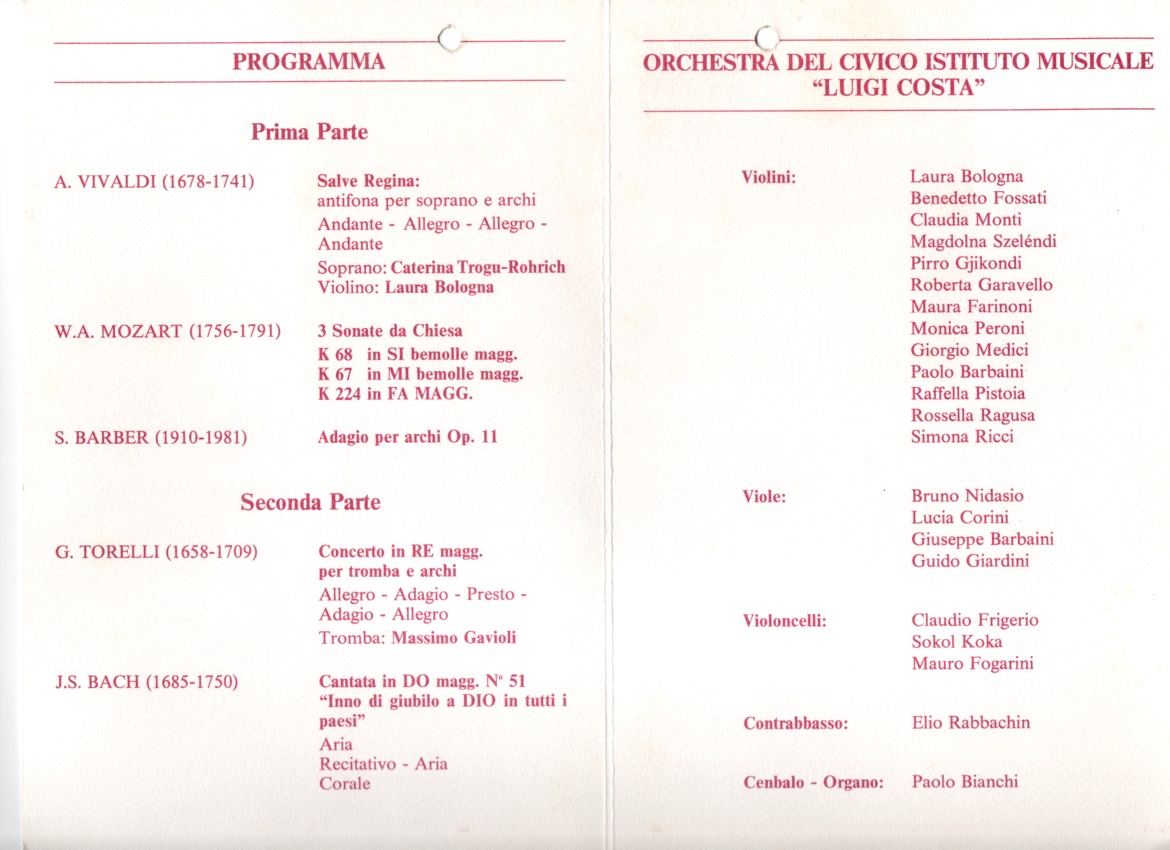 PROGRAMMA
Prima Parte
A. VIVALDI (1678-1741)
Salve Regina:
antifona per soprano e archi
Andante - Allegro - Allegro -
Andante
Soprano: Caterina Trogu-Rohrich
Violino: Laura Bologna
W.A. MOZART (1756-1791)
3 Sonate da Chiesa
K 68 in SI bemolle magg.
K 67 in MI bemolle magg.
K 224 in FA MAGG.
S. BARBER (1910-1981)
Adagio per archi Op. 11
Seconda Parte
G. TORELLI (1658-1709)
Concerto in RE magg.
per tromba e archi
Allegro - Adagio - Presto -
Adagio - Allegro
Tromba: Massimo Gavioli
J.S. BACH (1685-1750)
Cantata in DO magg. N° 51
“Inno di giubilo a DIO in tutti i
paesi”
Aria
Recitativo - Aria
Corale
ORCHESTRA DEL CIVICO ISTITUTO MUSICALE
“LUIGI COSTA”
Violini:
Laura Bologna
Benedetto Fossati
Claudia Monti
Magdolna Szeléndi
Pirro Gjikondi
Roberta Garavello
Maura Farinoni
Monica Peroni
Giorgio Medici
Paolo Barbaini
Raffella Pistoia
Rossella Ragusa
Simona Ricci
Viole:
Bruno Nidasio
Lucia Corini
Giuseppe Barbaini
Guido Giardini
Violoncelli:
Claudio Frigerio
Sokol Koka
Mauro Fogarini
Contrabbasso:
Elio Rabbachin
Cenbalo - Organo:
Paolo Bianchi